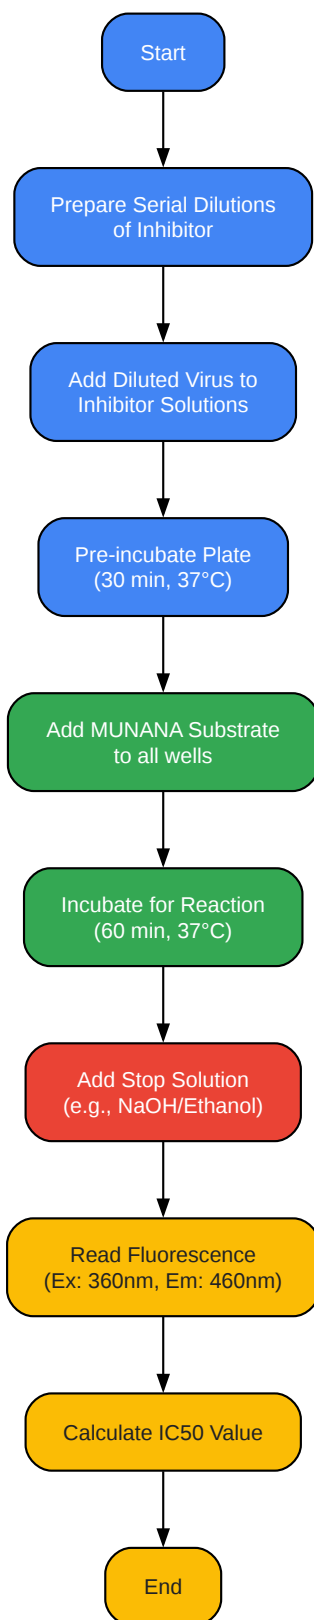 Start
Prepare Serial Dilutions
of Inhibitor
Add Diluted Virus to
Inhibitor Solutions
Pre-incubate Plate
(30 min, 37°C)
Add MUNANA Substrate
to all wells
Incubate for Reaction
(60 min, 37°C)
Add Stop Solution
(e.g., NaOH/Ethanol)
Read Fluorescence
(Ex: 360nm, Em: 460nm)
Calculate IC50 Value
End